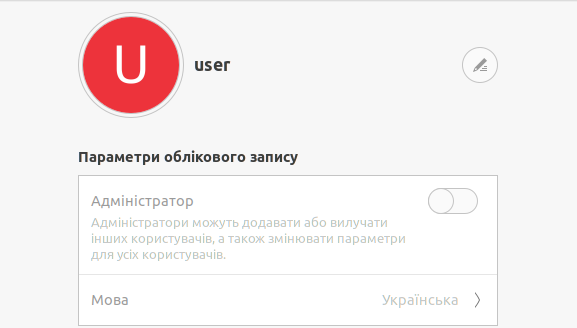 U
user
Параметри облікового запису
Адміністратор
Адміністратори можуть додавати або вилучати
інших користувачів, а також змінювати параметри
для усіх користувачів.
Мова
Українська